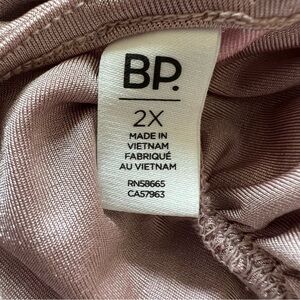 BP.
2X
MADE IN
VIETNAM
FABRIQUÉ
AU VIETNAM
RN58665
CA57963